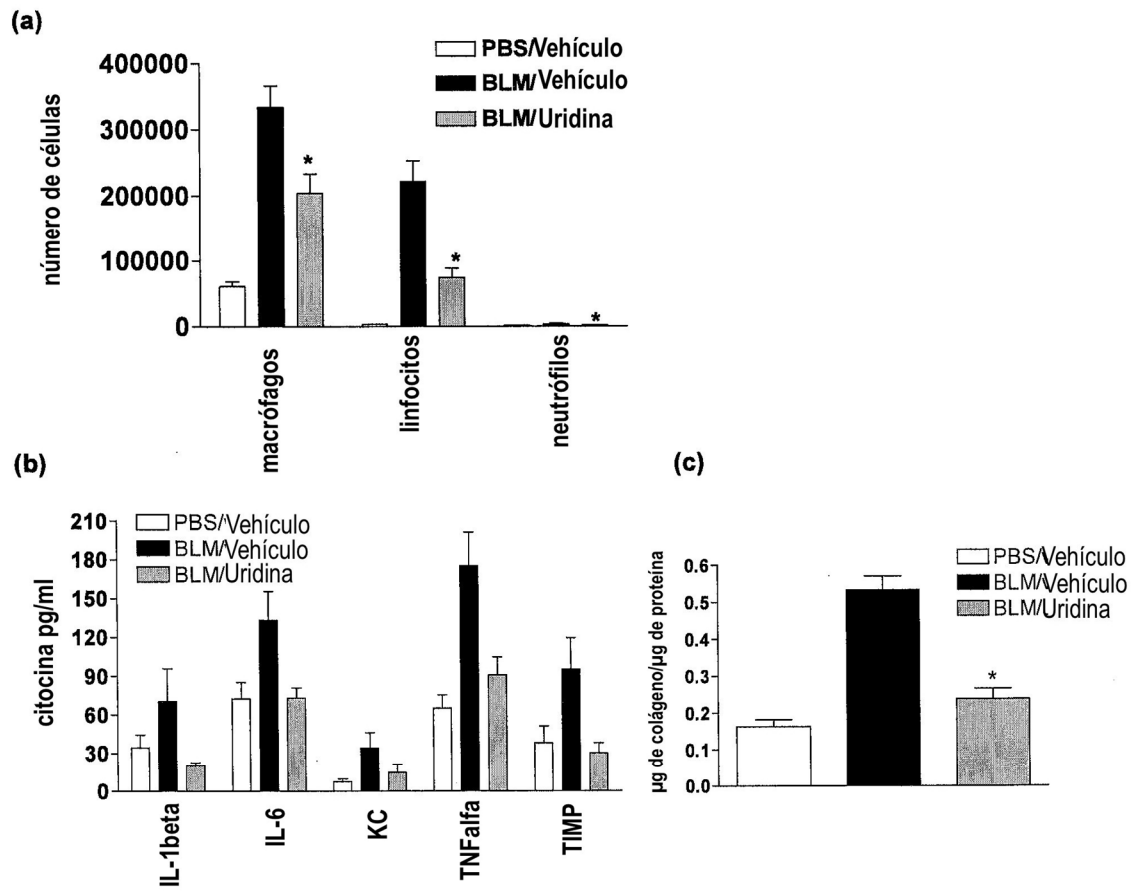 (a)
PBS/Vehículo
BLM/Vehículo
BLM/Uridina
número de células
400000
300000
200000
100000
0
macrófagos
linfocitos
neutrófilos
*
*
*
(b)
PBS/Vehículo
BLM/Vehículo
BLM/Uridina
citocina pg/ml
210
180
150
120
90
60
30
0
IL-1beta
IL-6
KC
TNFalfa
TIMP
(c)
PBS/Vehículo
BLM/Vehículo
BLM/Uridina
µg de colágeno/µg de proteína
0.6
0.5
0.4
0.3
0.2
0.1
0.0
*